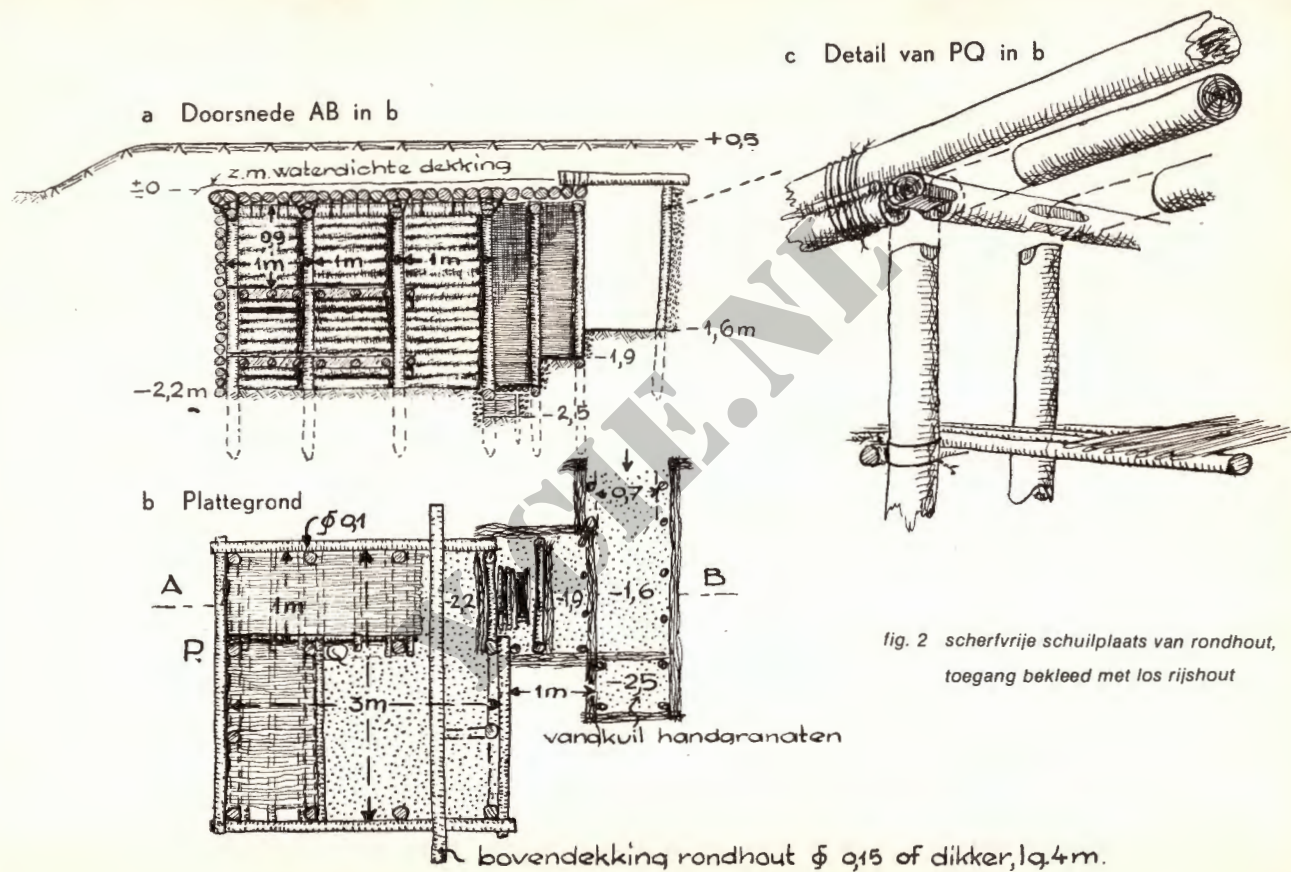 a Doorsnede AB in b
+0,5
z.m. waterdichte dekking
±0
0,9
1m 1m 1m
-1,6m
-1,9
-2,2m
-2,5
c Detail van PQ in b
b Plattegrond
ϕ 0,1
0,7
A
1m
-2,2
-1,9
-1,6
B
P
Q
3m
1m
-2,5
vangkuil handgranaten
bovendekking rondhout ϕ 0,15 of dikker, lg. 4m.
fig. 2 scherfvrije schuilplaats van rondhout,
toegang bekleed met los rijshout